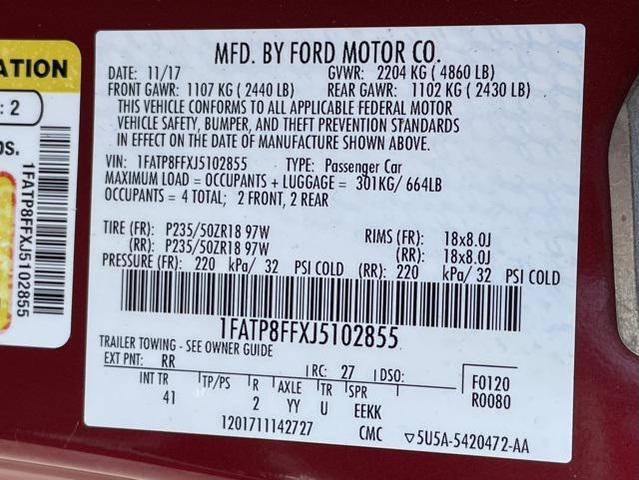 MFD. BY FORD MOTOR CO.
DATE: 11/17 GVWR: 2204 KG ( 4860 LB)
FRONT GAWR: 1107 KG ( 2440 LB) REAR GAWR: 1102 KG ( 2430 LB)
THIS VEHICLE CONFORMS TO ALL APPLICABLE FEDERAL MOTOR
VEHICLE SAFETY, BUMPER, AND THEFT PREVENTION STANDARDS
IN EFFECT ON THE DATE OF MANUFACTURE SHOWN ABOVE.
VIN: 1FATP8FFXJ5102855 TYPE: Passenger Car
MAXIMUM LOAD = OCCUPANTS + LUGGAGE = 301KG/ 664LB
OCCUPANTS = 4 TOTAL; 2 FRONT, 2 REAR
TIRE (FR): P235/50ZR18 97W RIMS (FR): 18x8.0J
(RR): P235/50ZR18 97W (RR): 18x8.0J
PRESSURE (FR): 220 kPa/ 32 PSI COLD (RR): 220 kPa/ 32 PSI COLD
1FATP8FFXJ5102855
TRAILER TOWING - SEE OWNER GUIDE
EXT PNT: RR RC: 27 DSO: F0120
INT TR TP/PS R AXLE TR SPR R0080
41 2 YY U EEKK
1201711142727 CMC ▽5U5A-5420472-AA
ATION
: 2
os.
1FATP8FFXJ5102855